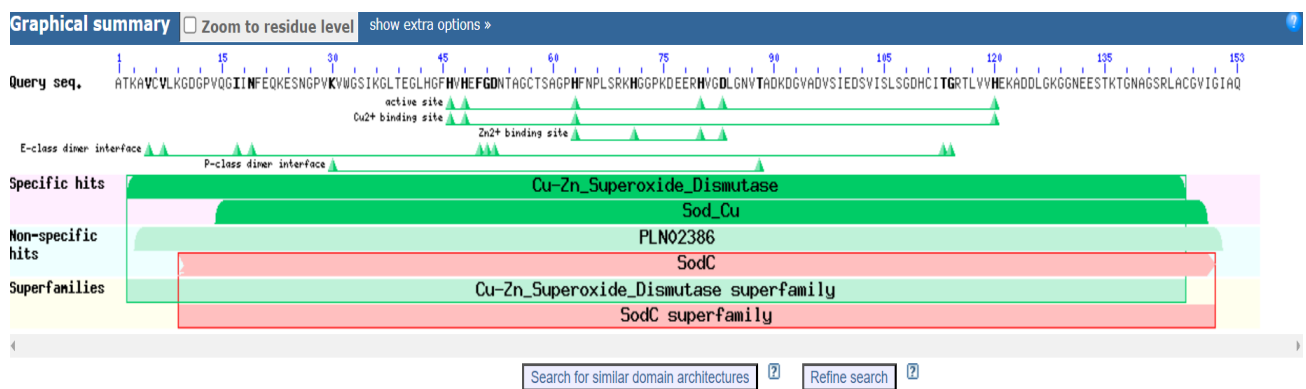 Graphical summary Zoom to residue level show extra options » ?
1 15 30 45 60 75 90 105 120 135 153
Query seq. ATKAVCVLKGDGPVQGIINFEQKESNGPVKVWGSIKGLTEGLHGFHVHEFGDNTAGCTSAGPHFNPLSRKHGGPKDEERHVGDLGNVTADKDGVADVSIEDSVISLSGDHCITGRTLVVHEKADDLGKGGNEESTKTGNAGSRLACGVIGIAQ
active site
Cu2+ binding site
Zn2+ binding site
E-class dimer interface
P-class dimer interface
Specific hits Cu-Zn_Superoxide_Dismutase
Sod_Cu
Non-specific PLN02386
hits SodC
Superfamilies Cu-Zn_Superoxide_Dismutase superfamily
SodC superfamily
Search for similar domain architectures ? Refine search ?